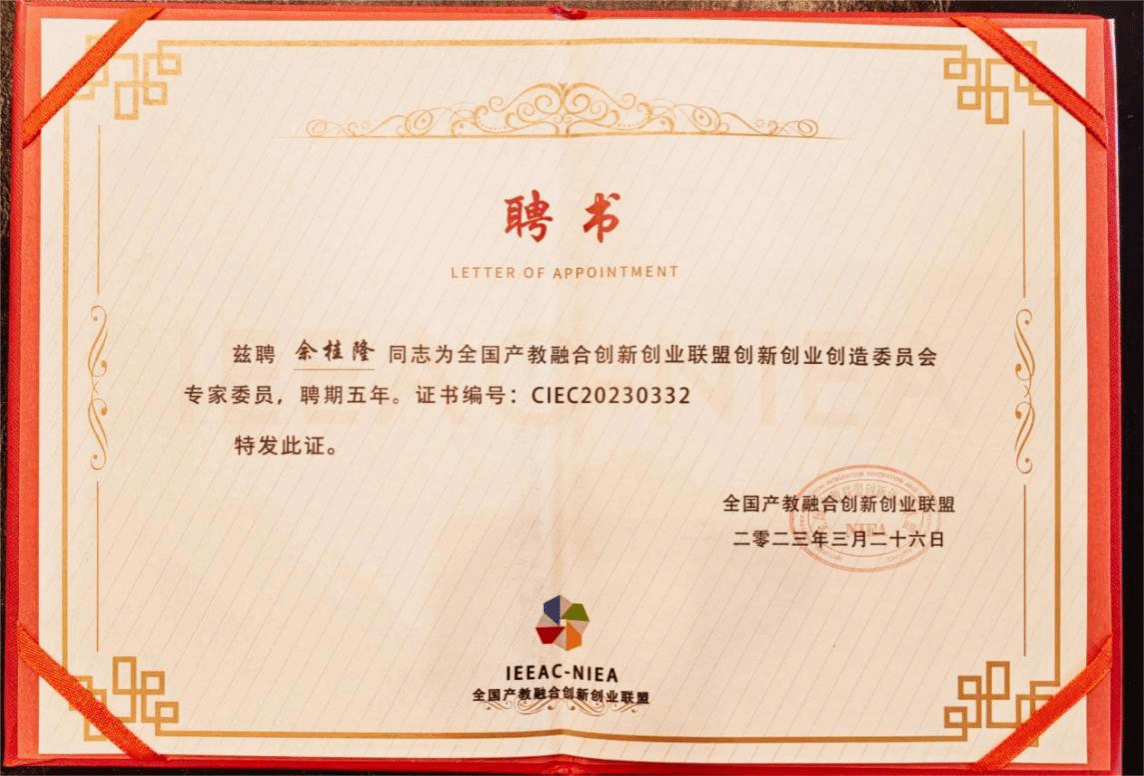 聘书
LETTER OF APPOINTMENT
兹聘 余桂隆 同志为全国产教融合创新创业联盟创新创业创造委员会
专家委员，聘期五年。证书编号：CIEC20230332
特发此证。
全国产教融合创新创业联盟
NIEA
二零二三年三月二十六日
IEEAC-NIEA
IEEAC-NIEA
全国产教融合创新创业联盟